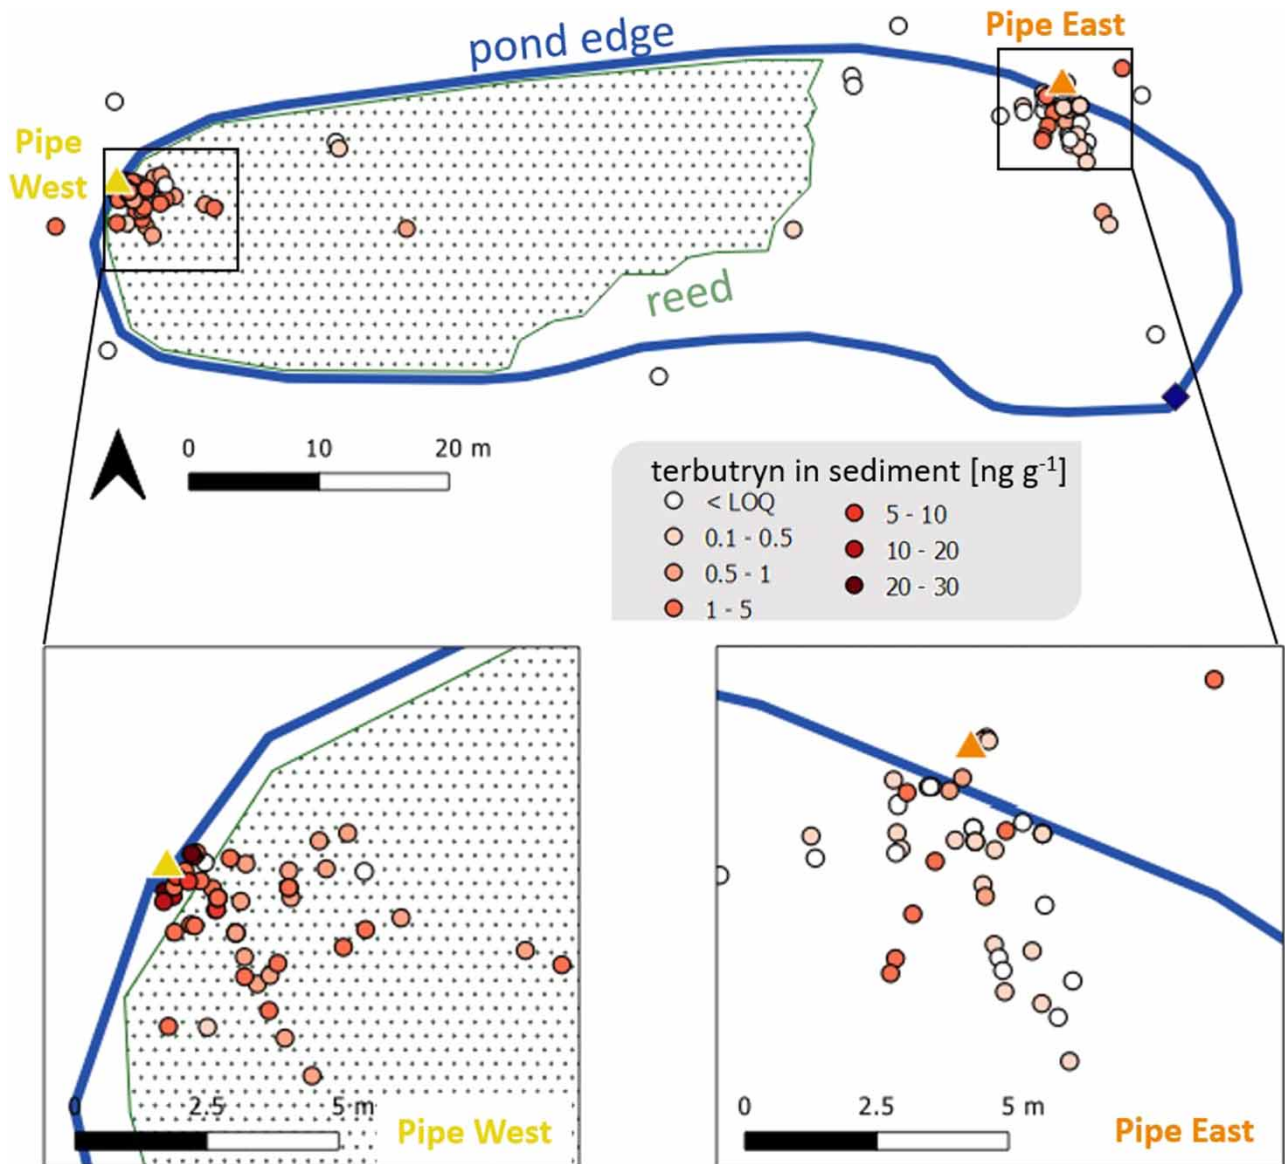 pond edge
Pipe East
Pipe
West
reed
0 10 20 m
terbutryn in sediment [ng g⁻¹]
< LOQ
0.1 - 0.5
0.5 - 1
1 - 5
5 - 10
10 - 20
20 - 30
0 2.5 5 m
Pipe West
0 2.5 5 m
Pipe East